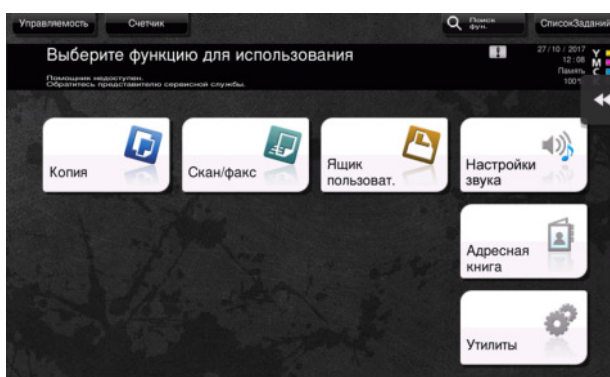 Управляемость
Счетчик
Поиск
фун.
СписокЗаданий
Выберите функцию для использования
27/10/2017
12:08
Память
100%
Y
M
C
Помощник недоступен.
Обратитесь представителю сервисной службы.
Копия
Скан/факс
Ящик
пользоват.
Настройки
звука
Адресная
книга
Утилиты